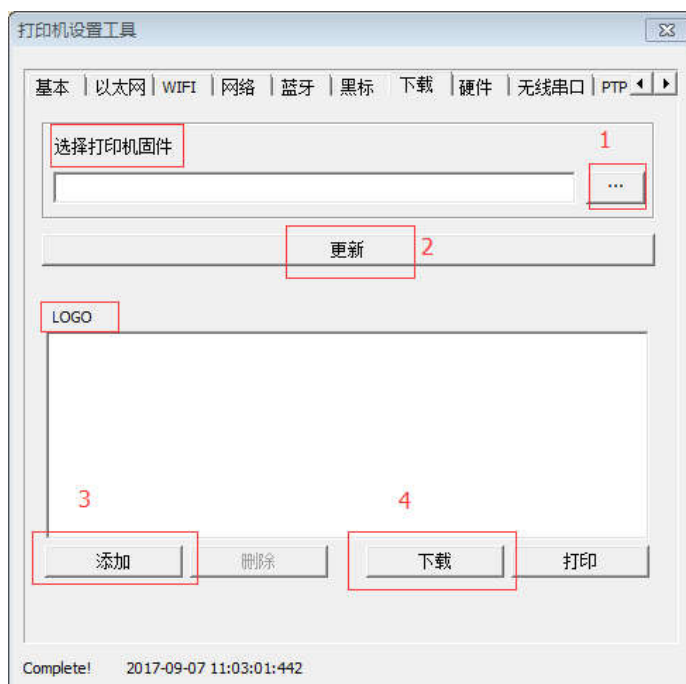 打印机设置工具
基本 以太网 WIFI 网络 蓝牙 黑标 下载 硬件 无线串口 PTP
选择打印机固件
1
...
更新 2
LOGO
3 4
添加 删除 下载 打印
Complete! 2017-09-07 11:03:01:442